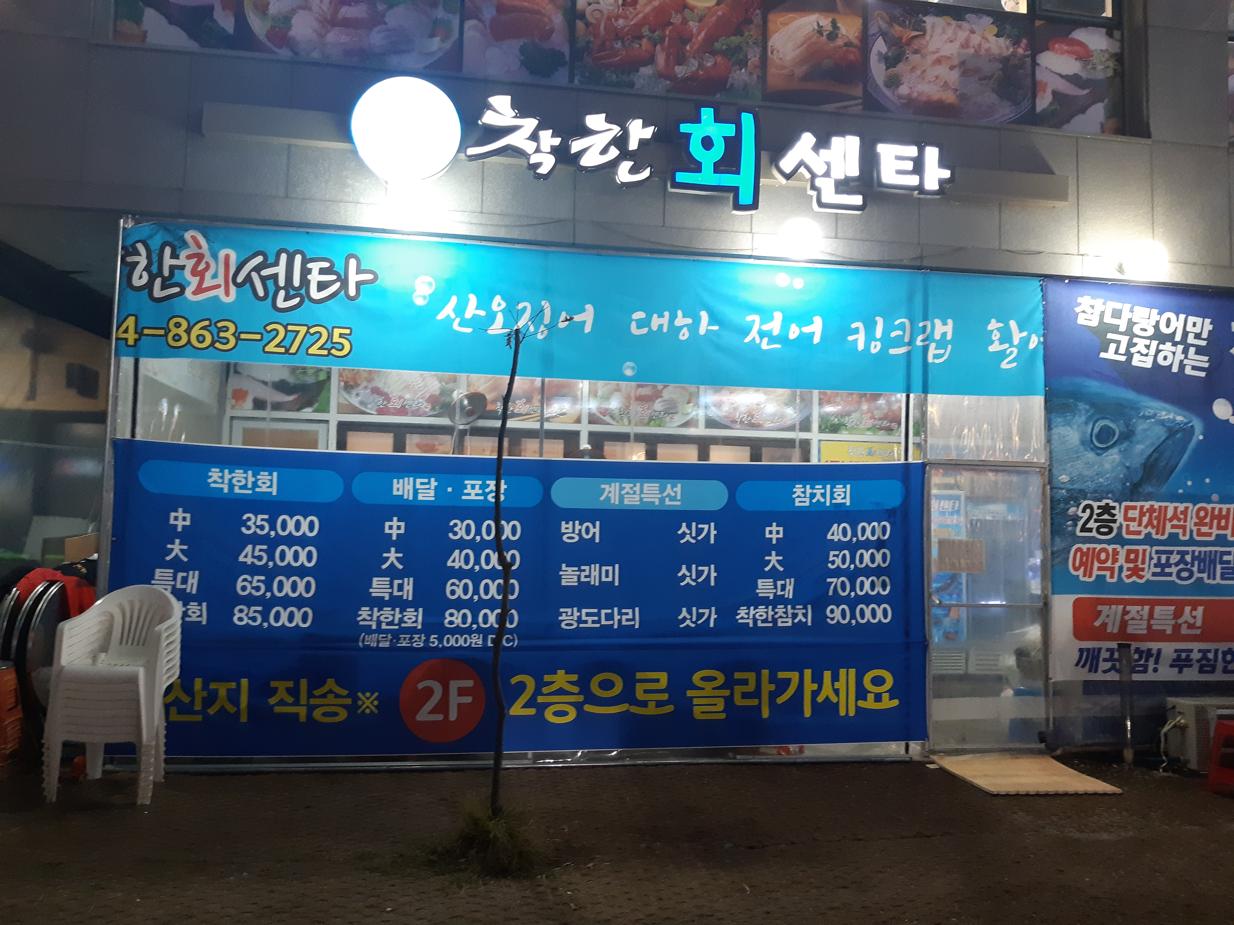 착한 회 센타
한회센타
4-863-2725
산오징어 대하 전어 킹크랩 활
참다랑어만
고집하는
착한회
中 35,000
大 45,000
특대 65,000
회 85,000
배달·포장
中 30,000
大 40,000
특대 60,000
착한회 80,000
(배달·포장 5,000원 DC)
계절특선
방어 싯가
놀래미 싯가
광도다리 싯가
참치회
中 40,000
大 50,000
특대 70,000
착한참치 90,000
산지 직송※ 2F 2층으로 올라가세요
2층 단체석 완비
예약 및 포장배달
계절특선
깨끗함! 푸짐한